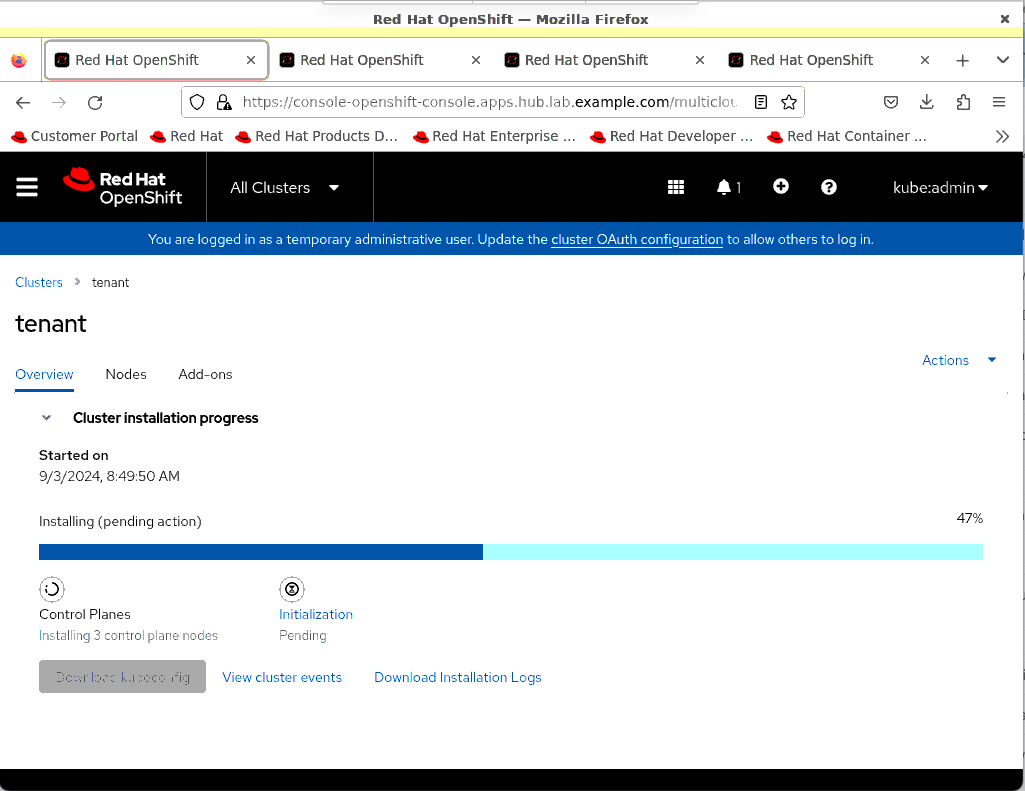 Red Hat OpenShift — Mozilla Firefox
Red Hat OpenShift
Red Hat OpenShift
Red Hat OpenShift
Red Hat OpenShift
https://console-openshift-console.apps.hub.lab.example.com/multiclou
Customer Portal
Red Hat
Red Hat Products D...
Red Hat Enterprise ...
Red Hat Developer ...
Red Hat Container ...
Red Hat
OpenShift
All Clusters
1
kube:admin
You are logged in as a temporary administrative user. Update the cluster OAuth configuration to allow others to log in.
Clusters
tenant
tenant
Actions
Overview
Nodes
Add-ons
Cluster installation progress
Started on
9/3/2024, 8:49:50 AM
Installing (pending action)
47%
Control Planes
Installing 3 control plane nodes
Initialization
Pending
Download kubeconfig
View cluster events
Download Installation Logs